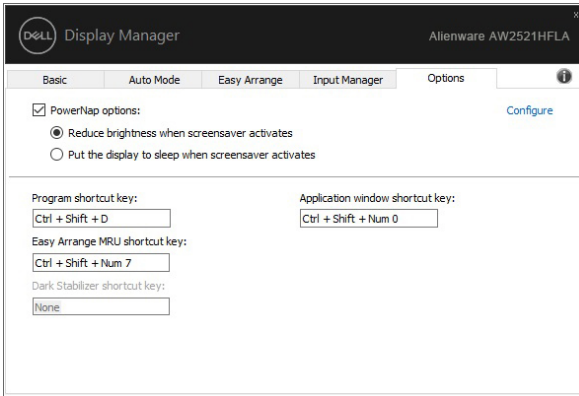 DELL Display Manager
Alienware AW2521HFLA
Basic Auto Mode Easy Arrange Input Manager Options
PowerNap options:
Configure
Reduce brightness when screensaver activates
Put the display to sleep when screensaver activates
Program shortcut key:
Application window shortcut key:
Ctrl + Shift + D
Ctrl + Shift + Num 0
Easy Arrange MRU shortcut key:
Ctrl + Shift + Num 7
Dark Stabilizer shortcut key:
None